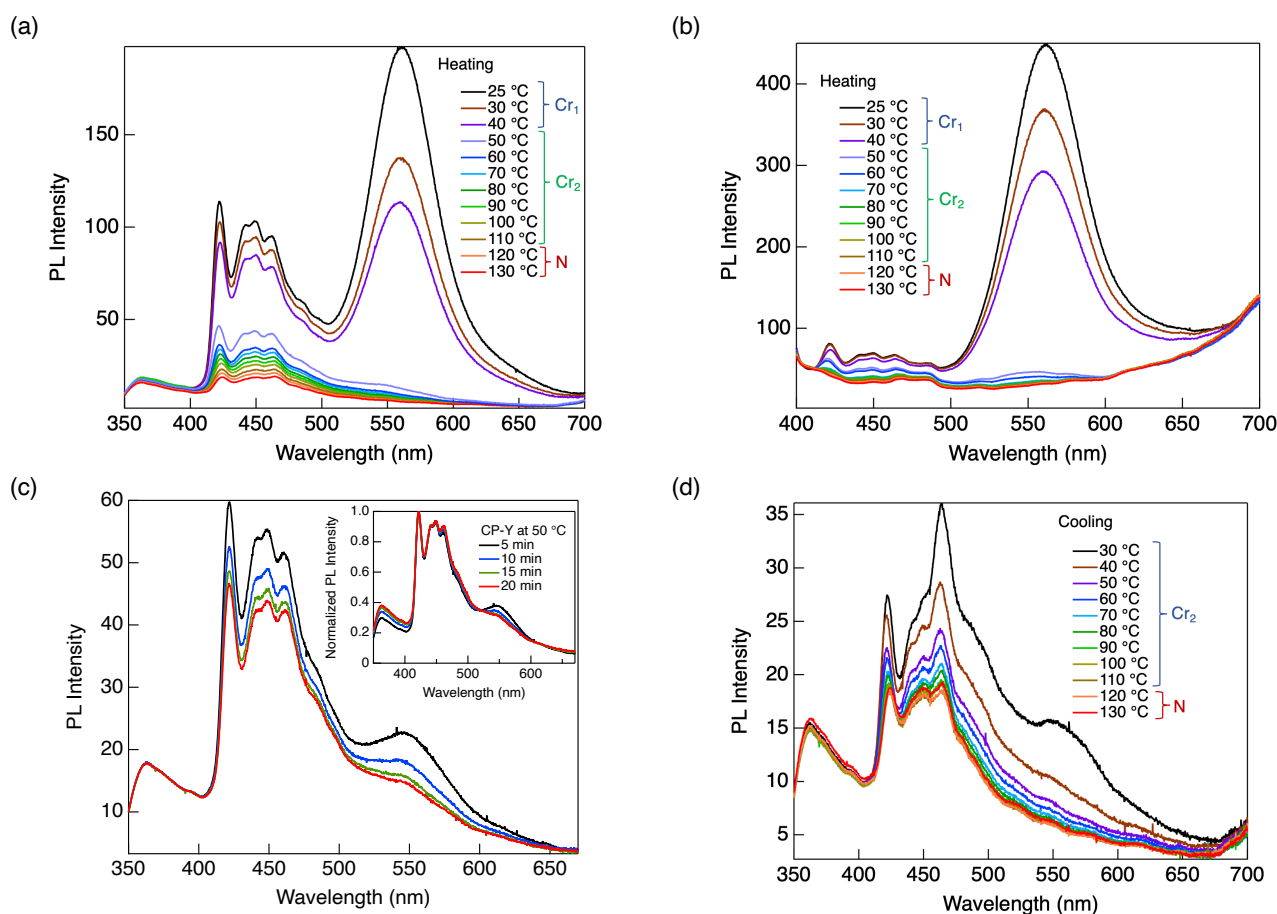 (a)
PL Intensity
150
100
50
Heating
25 °C
30 °C
40 °C
50 °C
60 °C
70 °C
80 °C
90 °C
100 °C
110 °C
120 °C
130 °C
Cr1
Cr2
N
350 400 450 500 550 600 650 700
Wavelength (nm)
(b)
PL Intensity
400
300
200
100
Heating
25 °C
30 °C
40 °C
50 °C
60 °C
70 °C
80 °C
90 °C
100 °C
110 °C
120 °C
130 °C
Cr1
Cr2
N
400 450 500 550 600 650 700
Wavelength (nm)
(c)
PL Intensity
60
50
40
30
20
10
Normalized PL Intensity
1.0
0.8
0.6
0.4
0.2
0
CP-Y at 50 °C
5 min
10 min
15 min
20 min
400 450 500 550 600
Wavelength (nm)
350 400 450 500 550 600 650
Wavelength (nm)
(d)
PL Intensity
35
30
25
20
15
10
5
Cooling
30 °C
40 °C
50 °C
60 °C
70 °C
80 °C
90 °C
100 °C
110 °C
120 °C
130 °C
Cr2
N
350 400 450 500 550 600 650 700
Wavelength (nm)